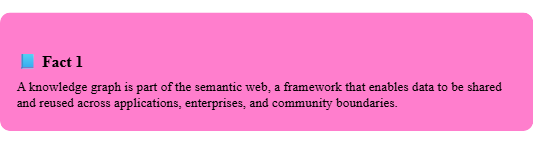 Fact 1
A knowledge graph is part of the semantic web, a framework that enables data to be shared
and reused across applications, enterprises, and community boundaries.